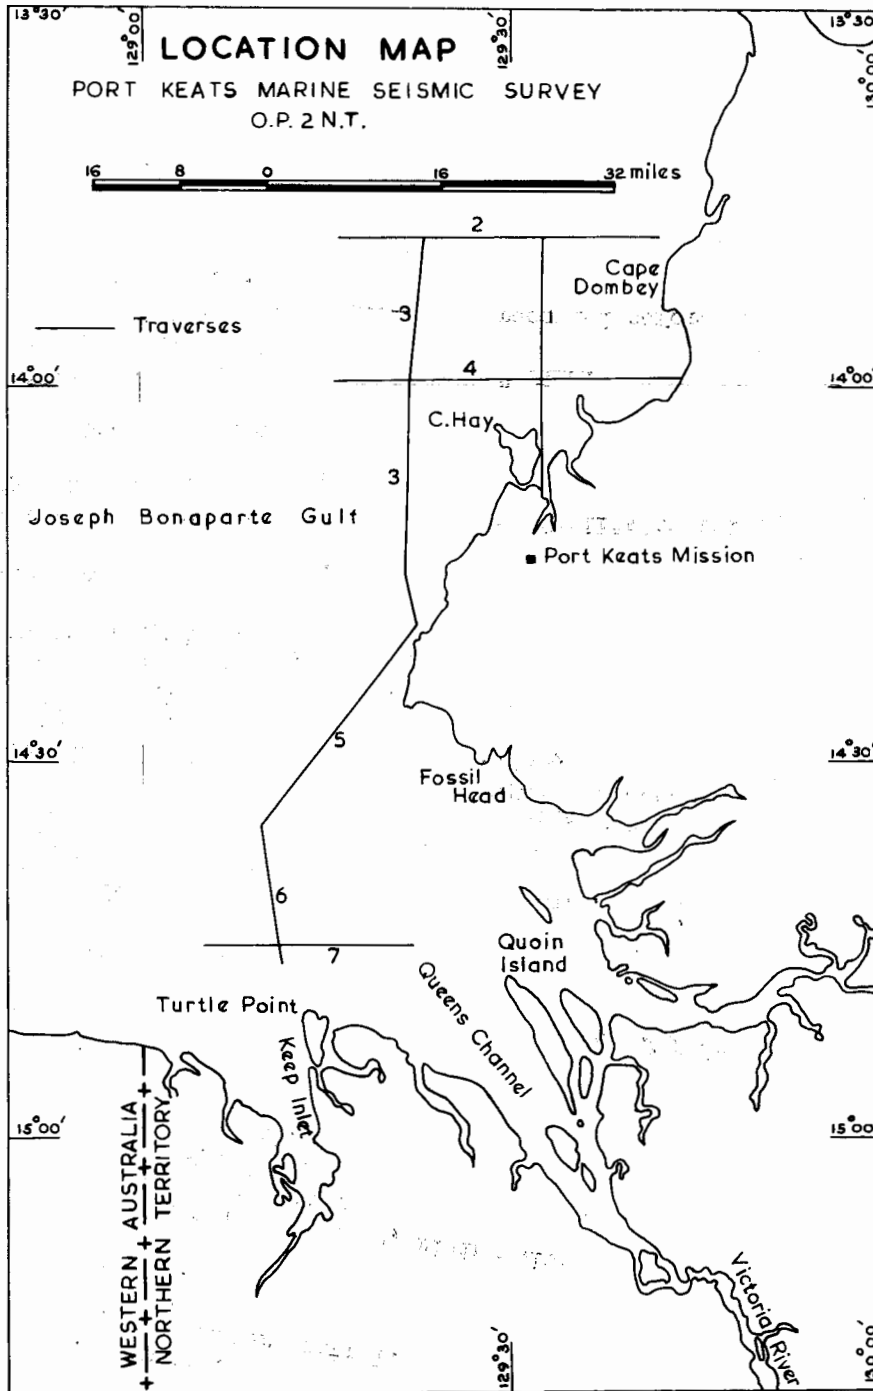 13°30'
129°00'
129°30'
13°30'
130°00'
LOCATION MAP
PORT KEATS MARINE SEISMIC SURVEY
O.P. 2 N.T.
16 8 0 16 32 miles
2
Cape
Dombey
3
Traverses
4
14°00'
14°00'
C. Hay
3
Joseph Bonaparte Gulf
Port Keats Mission
5
14°30'
14°30'
Fossil
Head
6
7
Quoin
Island
Queens Channel
Turtle Point
Keep Inlet
15°00'
15°00'
WESTERN AUSTRALIA
NORTHERN TERRITORY
Victoria River
129°30'
130°00'